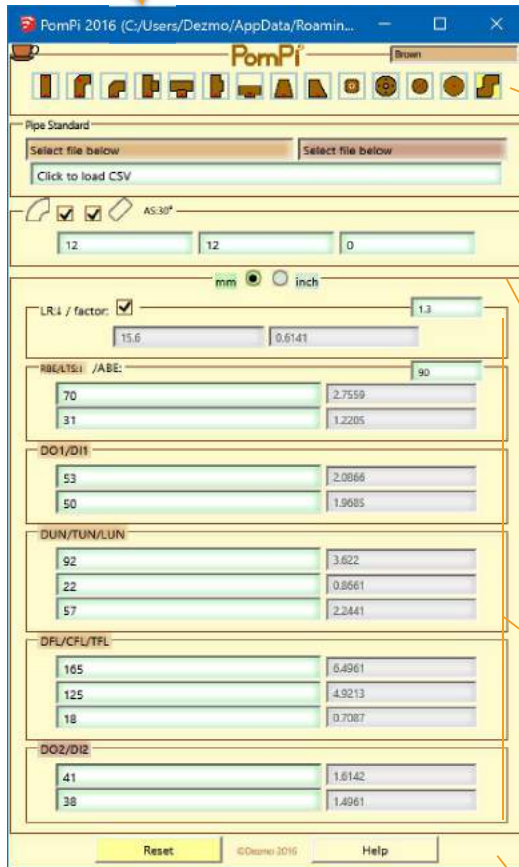 PomPi 2016 (C:/Users/Dezmo/AppData/Roamin...
PomPi
Brown
Pipe Standard
Select file below Select file below
Click to load CSV
AS:30°
12 12 0
mm inch
LR:↓ / factor: 1.3
15.6 0.6141
RBE/LTS:↕ /ABE: 90
70 2.7559
31 1.2205
DO1/DI1
53 2.0866
50 1.9685
DUN/TUN/LUN
92 3.622
22 0.8661
57 2.2441
DFL/CFL/TFL
165 6.4961
125 4.9213
18 0.7087
DO2/DI2
41 1.6142
38 1.4961
Reset ©Dezmo 2016 Help